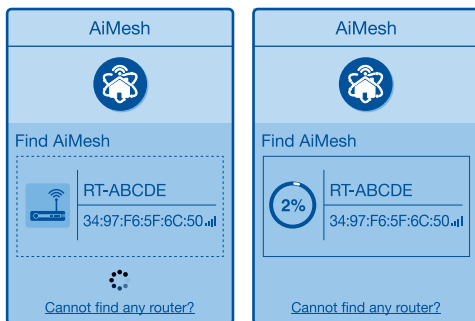 AiMesh
Find AiMesh
RT-ABCDE
34:97:F6:5F:6C:50
Cannot find any router?
AiMesh
Find AiMesh
2%
RT-ABCDE
34:97:F6:5F:6C:50
Cannot find any router?